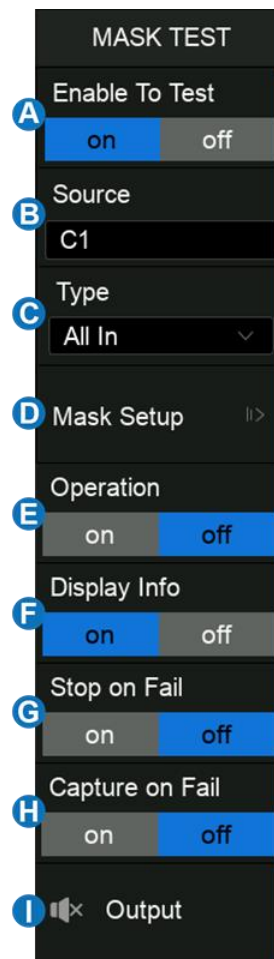 MASK TEST
A
Enable To Test
on off
B
Source
C1
C
Type
All In
D
Mask Setup
E
Operation
on off
F
Display Info
on off
G
Stop on Fail
on off
H
Capture on Fail
on off
I
Output